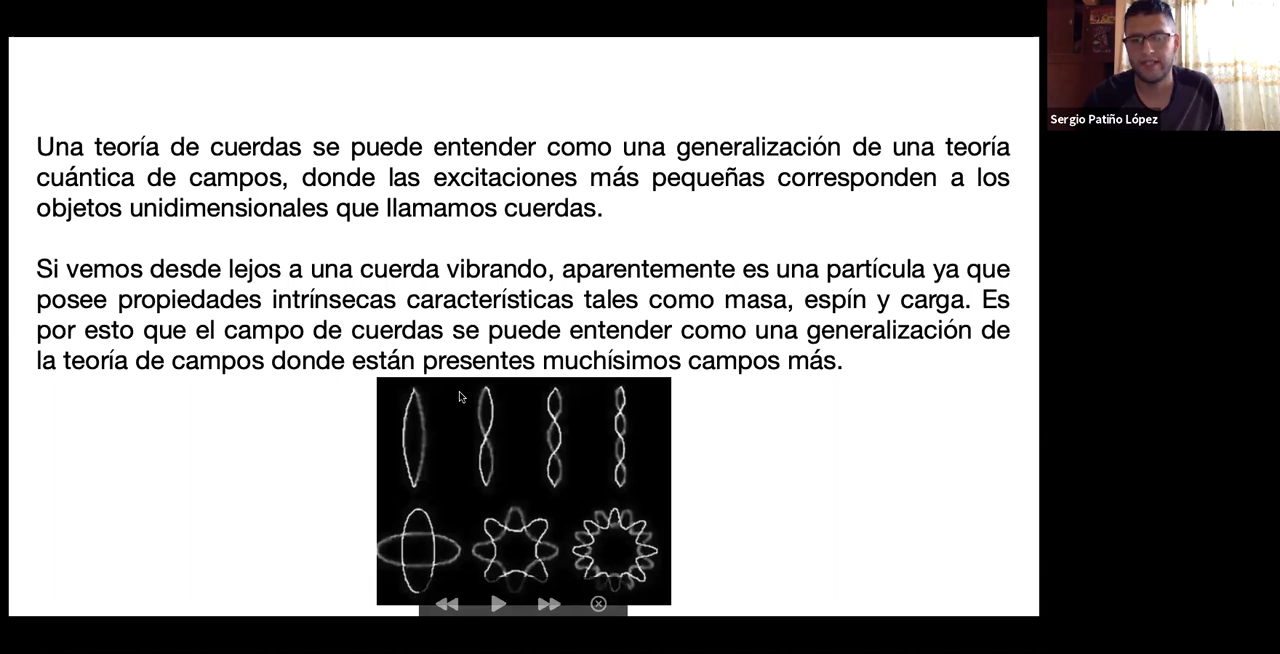 Una teoría de cuerdas se puede entender como una generalización de una teoría
cuántica de campos, donde las excitaciones más pequeñas corresponden a los
objetos unidimensionales que llamamos cuerdas.
Si vemos desde lejos a una cuerda vibrando, aparentemente es una partícula ya que
posee propiedades intrínsecas características tales como masa, espín y carga. Es
por esto que el campo de cuerdas se puede entender como una generalización de
la teoría de campos donde están presentes muchísimos campos más.
Sergio Patiño López